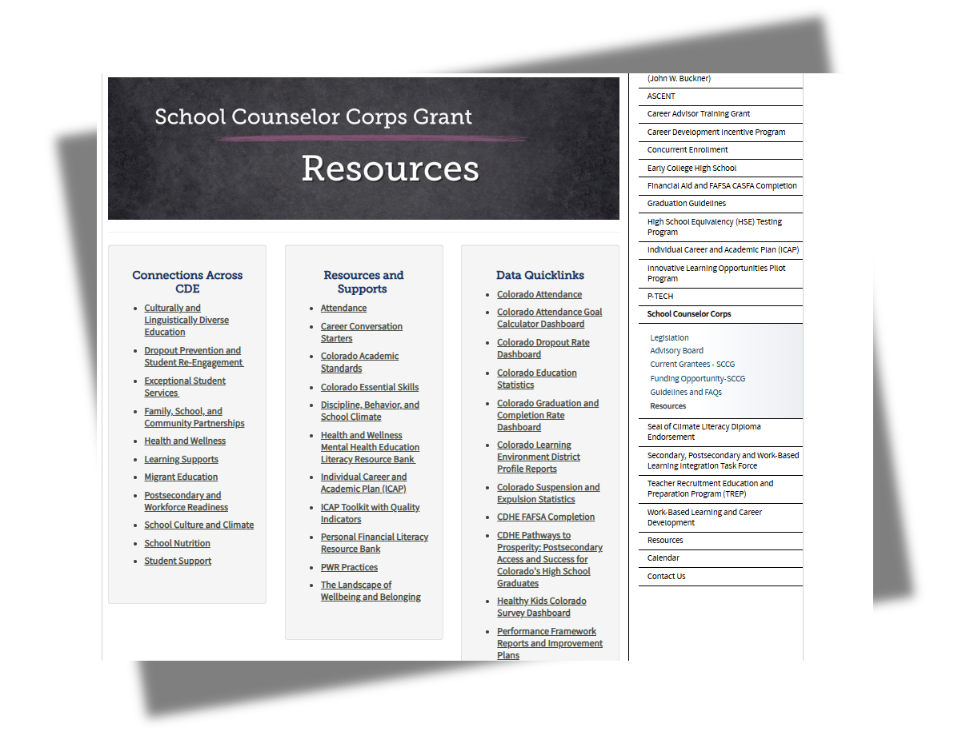 School Counselor Corps Grant
Resources
Connections Across
CDE
Culturally and
Linguistically Diverse
Education
Dropout Prevention and
Student Re-Engagement
Exceptional Student
Services
Family, School, and
Community Partnerships
Health and Wellness
Learning Supports
Migrant Education
Postsecondary and
Workforce Readiness
School Culture and Climate
School Nutrition
Student Support
Resources and
Supports
Attendance
Career Conversation
Starters
Colorado Academic
Standards
Colorado Essential Skills
Discipline, Behavior, and
School Climate
Health and Wellness
Mental Health Education
Literacy Resource Bank
Individual Career and
Academic Plan (ICAP)
ICAP Toolkit with Quality
Indicators
Personal Financial Literacy
Resource Bank
PWR Practices
The Landscape of
Wellbeing and Belonging
Data Quicklinks
Colorado Attendance
Colorado Attendance Goal
Calculator Dashboard
Colorado Dropout Rate
Dashboard
Colorado Education
Statistics
Colorado Graduation and
Completion Rate
Dashboard
Colorado Learning
Environment District
Profile Reports
Colorado Suspension and
Expulsion Statistics
CDHE FAFSA Completion
CDHE Pathways to
Prosperity: Postsecondary
Access and Success for
Colorado's High School
Graduates
Healthy Kids Colorado
Survey Dashboard
Performance Framework
Reports and Improvement
Plans
(John W. Buckner)
ASCENT
Career Advisor Training Grant
Career Development Incentive Program
Concurrent Enrollment
Early College High School
Financial Aid and FAFSA CASFA Completion
Graduation Guidelines
High School Equivalency (HSE) Testing
Program
Individual Career and Academic Plan (ICAP)
Innovative Learning Opportunities Pilot
Program
P-TECH
School Counselor Corps
Legislation
Advisory Board
Current Grantees - SCCG
Funding Opportunity-SCCG
Guidelines and FAQs
Resources
Seal of Climate Literacy Diploma
Endorsement
Secondary, Postsecondary and Work-Based
Learning Integration Task Force
Teacher Recruitment Education and
Preparation Program (TREP)
Work-Based Learning and Career
Development
Resources
Calendar
Contact Us